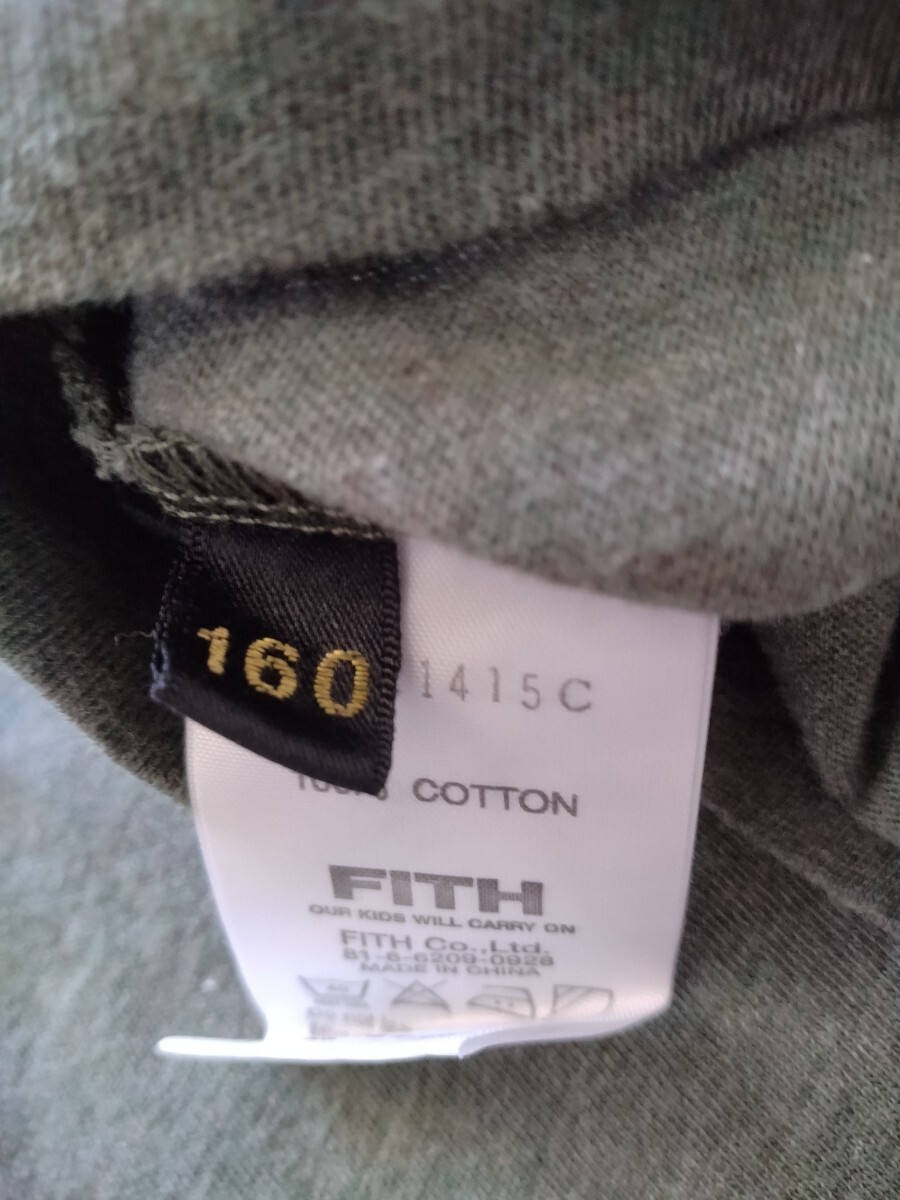 160
1415C
COTTON
FITH
OUR KIDS WILL CARRY ON
FITH Co.,Ltd.
81-6-6209-0928
MADE IN CHINA